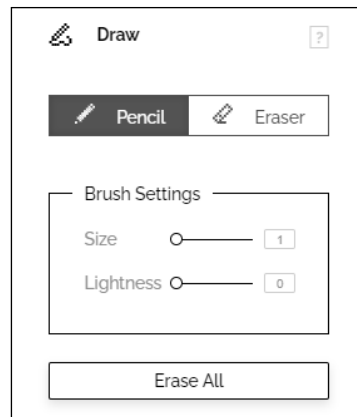 Draw
?
Pencil Eraser
Brush Settings
Size 1
Lightness 0
Erase All